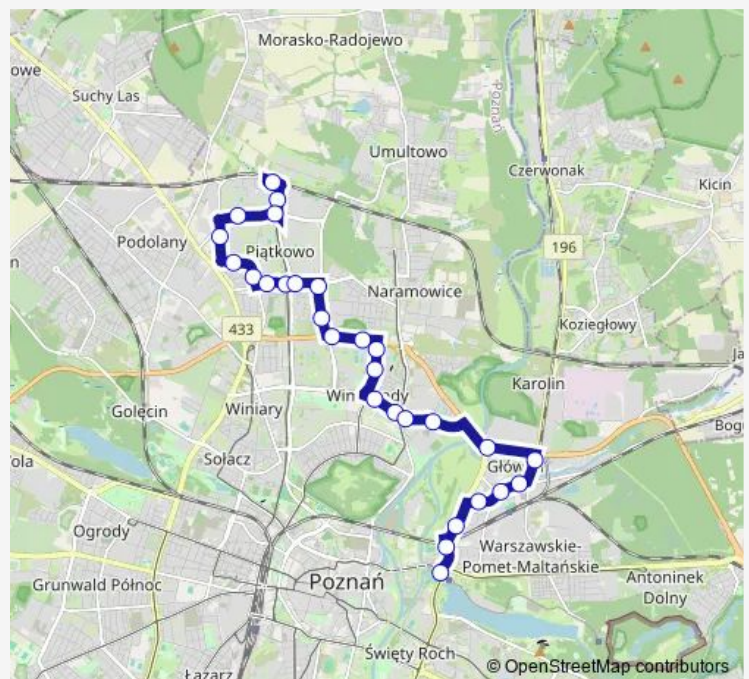 Morasko-Radojewo
owe
Suchy Las
Poznań
Umultowo
Czerwonak
Kicin
Podolany
Piątkowo
196
n
Naramowice
433
Koziegłowy
Ja
Karolin
Golęcin
Winiary
Win
dy
Bogu
ola
Sołacz
Głów
Ogrody
Warszawskie-
Pomet-Maltańskie
Grunwald Północ
Poznań
Antoninek
Dolny
Święty Roch
Łazarz
© OpenStreetMap contributors